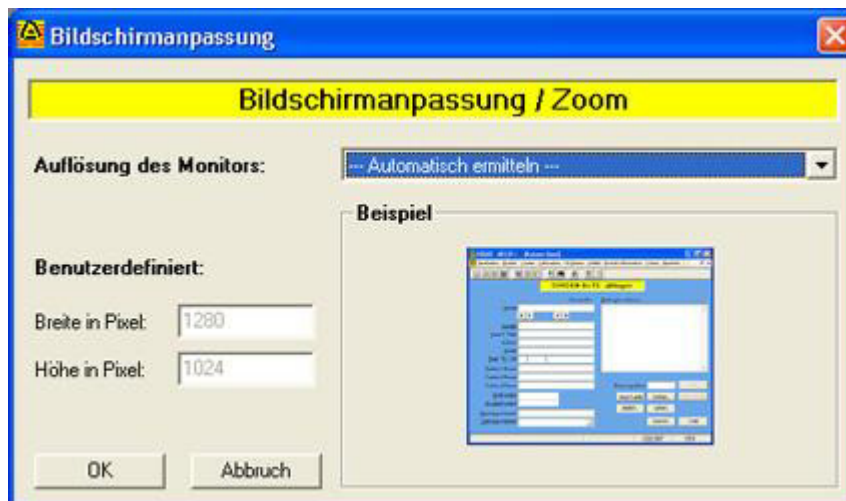 Bildschirmanpassung
Bildschirmanpassung / Zoom
Auflösung des Monitors:
--- Automatisch ermitteln ---
Beispiel
Benutzerdefiniert:
Breite in Pixel:
1280
Höhe in Pixel:
1024
OK
Abbruch